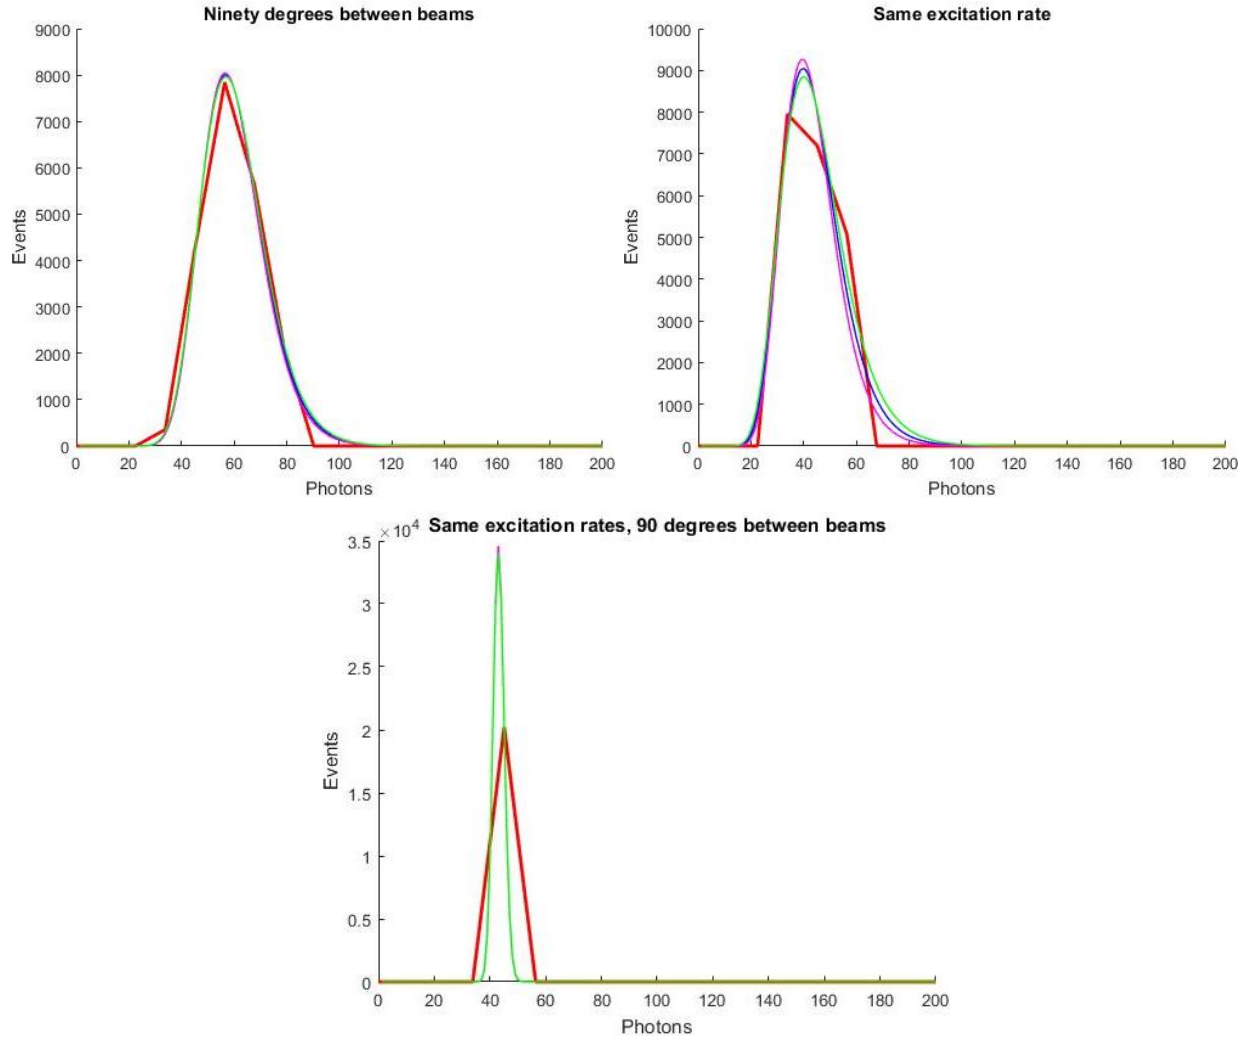 Ninety degrees between beams
9000
8000
7000
6000
5000
4000
3000
2000
1000
0
Events
0 20 40 60 80 100 120 140 160 180 200
Photons
Same excitation rate
10000
9000
8000
7000
6000
5000
4000
3000
2000
1000
0
Events
0 20 40 60 80 100 120 140 160 180 200
Photons
Same excitation rates, 90 degrees between beams
×10⁴
3.5
3
2.5
2
1.5
1
0.5
0
Events
0 20 40 60 80 100 120 140 160 180 200
Photons